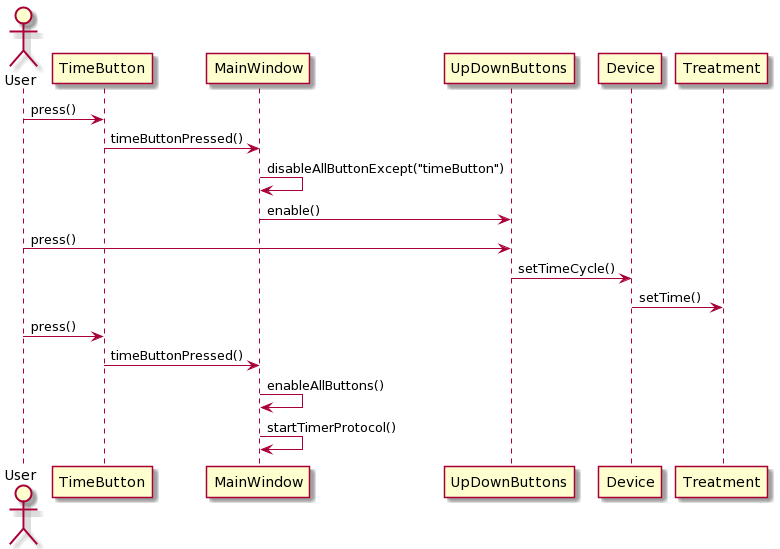 User
TimeButton
MainWindow
UpDownButtons
Device
Treatment
press()
timeButtonPressed()
disableAllButtonExcept("timeButton")
enable()
press()
setTimeCycle()
setTime()
press()
timeButtonPressed()
enableAllButtons()
startTimerProtocol()
User
TimeButton
MainWindow
UpDownButtons
Device
Treatment